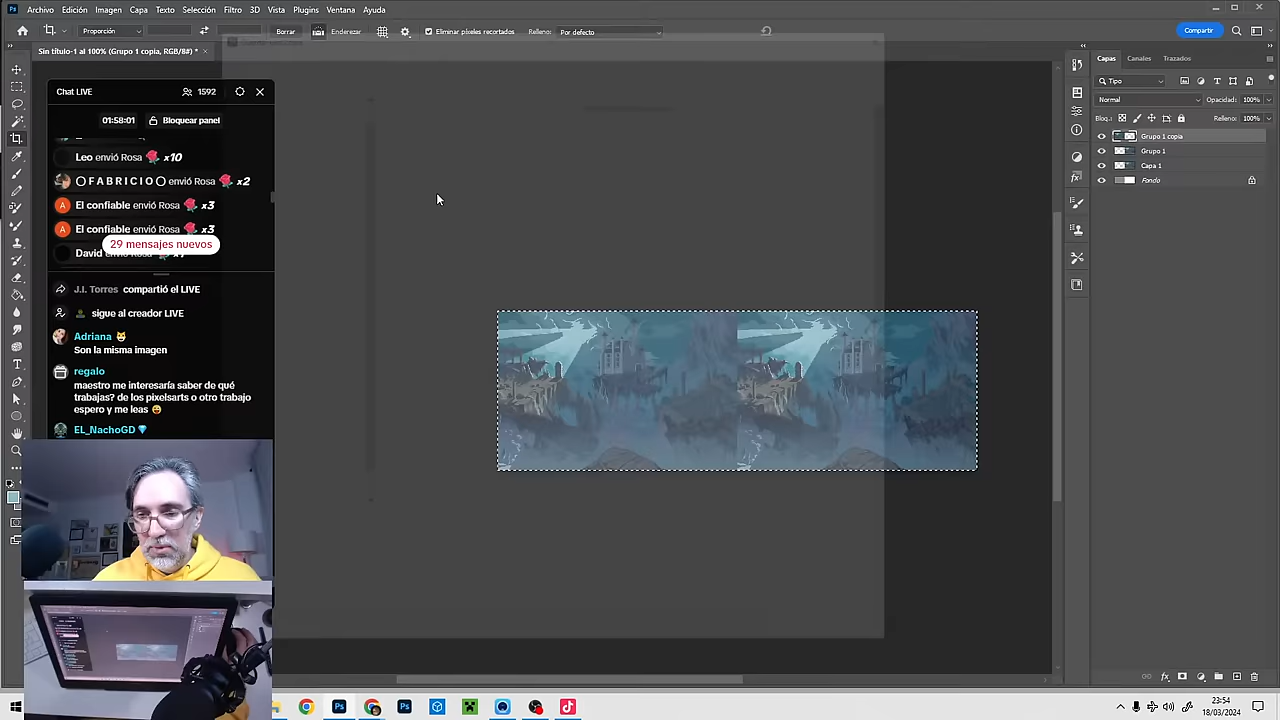 Archivo Edición Imagen Capa Texto Selección Filtro 3D Vista Plugins Ventana Ayuda
Proporción Borrar Enderezar Eliminar píxeles recortados Relleno: Por defecto Compartir
Sin título-1 al 100% (Grupo 1 copia, RGB/8#) *
Capas Canales Trazados
Tipo
Normal Opacidad: 100%
Bloq.: Relleno: 100%
Grupo 1 copia
Grupo 1
Capa 1
Fondo
Chat LIVE 1592
01:58:01 Bloquear panel
Leo envió Rosa x10
FABRICIO envió Rosa x2
El confiable envió Rosa x3
El confiable envió Rosa x3
29 mensajes nuevos
David envió Rosa
J.I. Torres compartió el LIVE
sigue al creador LIVE
Adriana
Son la misma imagen
regalo
maestro me interesaría saber de qué
trabajas? de los pixelsarts o otro trabajo
espero y me leas
EL_NachoGD
23:54
18/03/2024